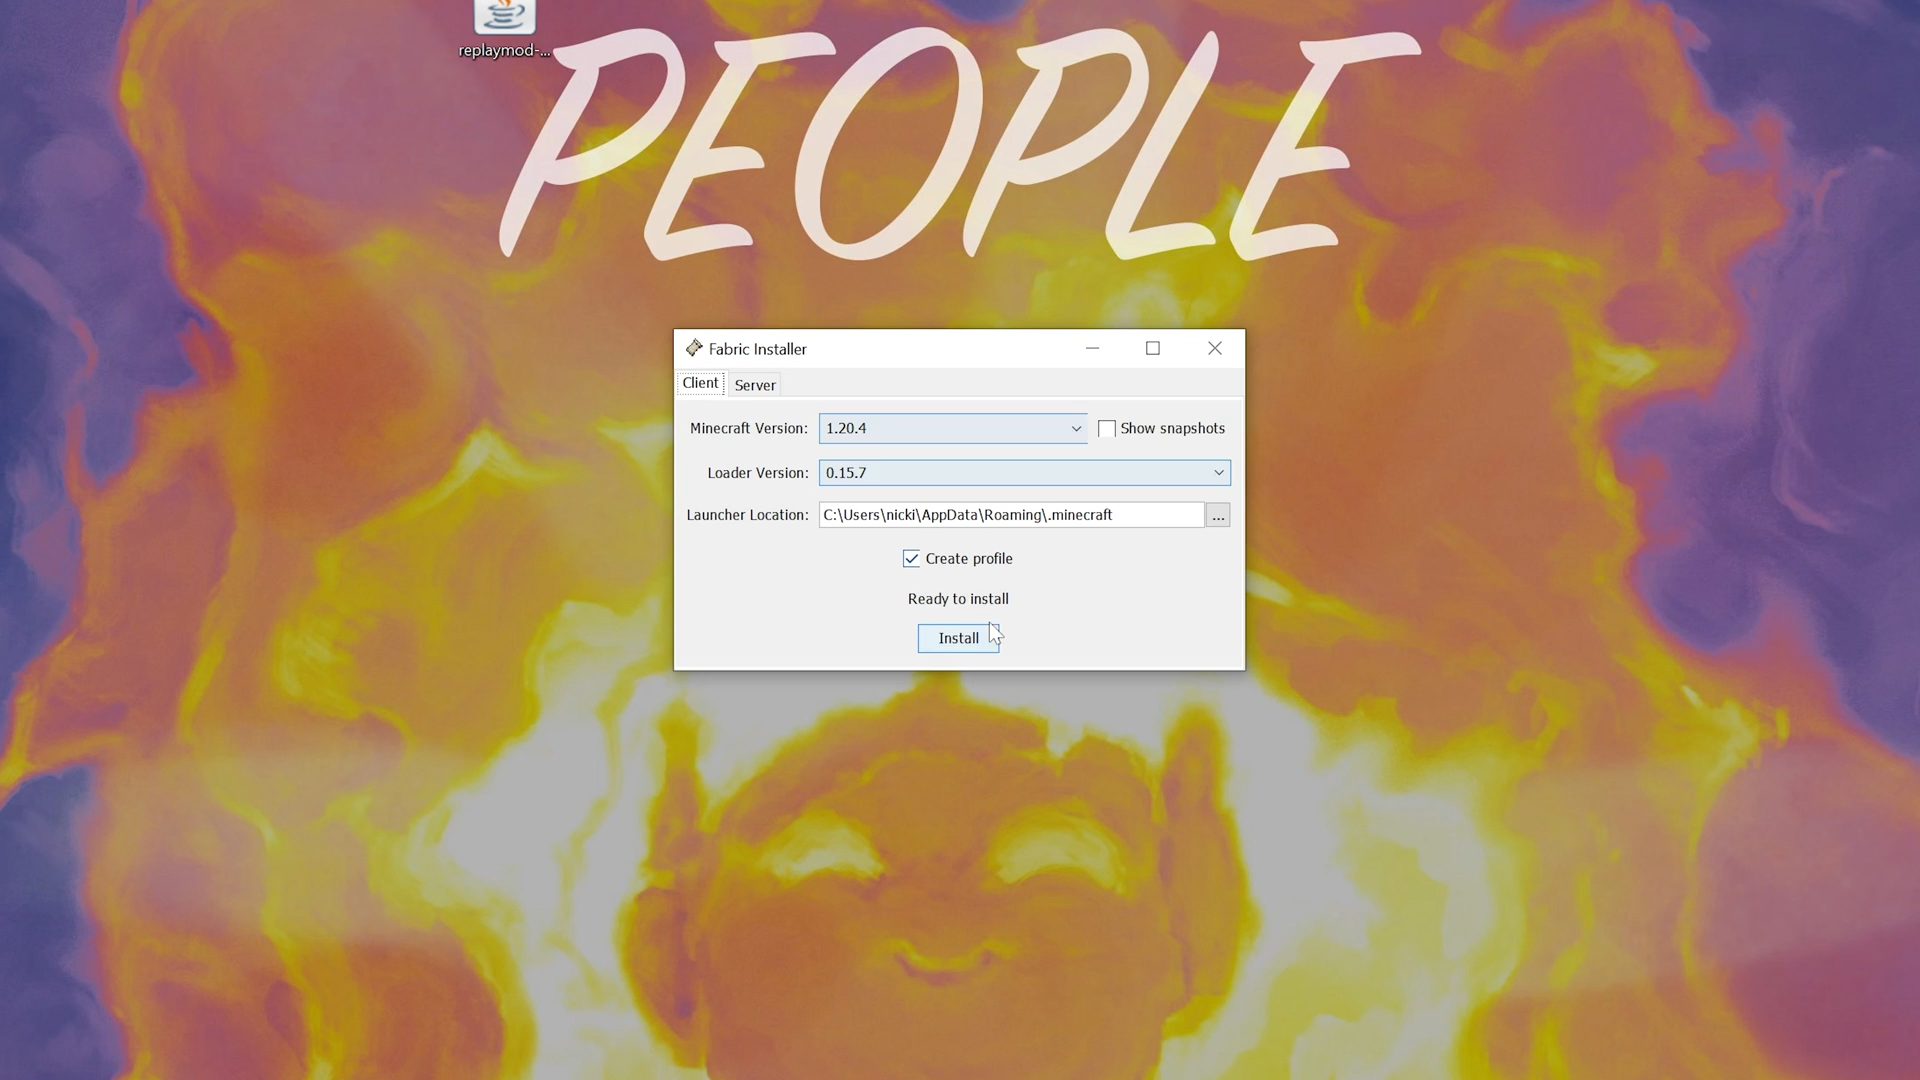 replaymod-...
PEOPLE
Fabric Installer
Client
Server
Minecraft Version:
1.20.4
Show snapshots
Loader Version:
0.15.7
Launcher Location:
C:\Users\nicki\AppData\Roaming\.minecraft
...
Create profile
Ready to install
Install